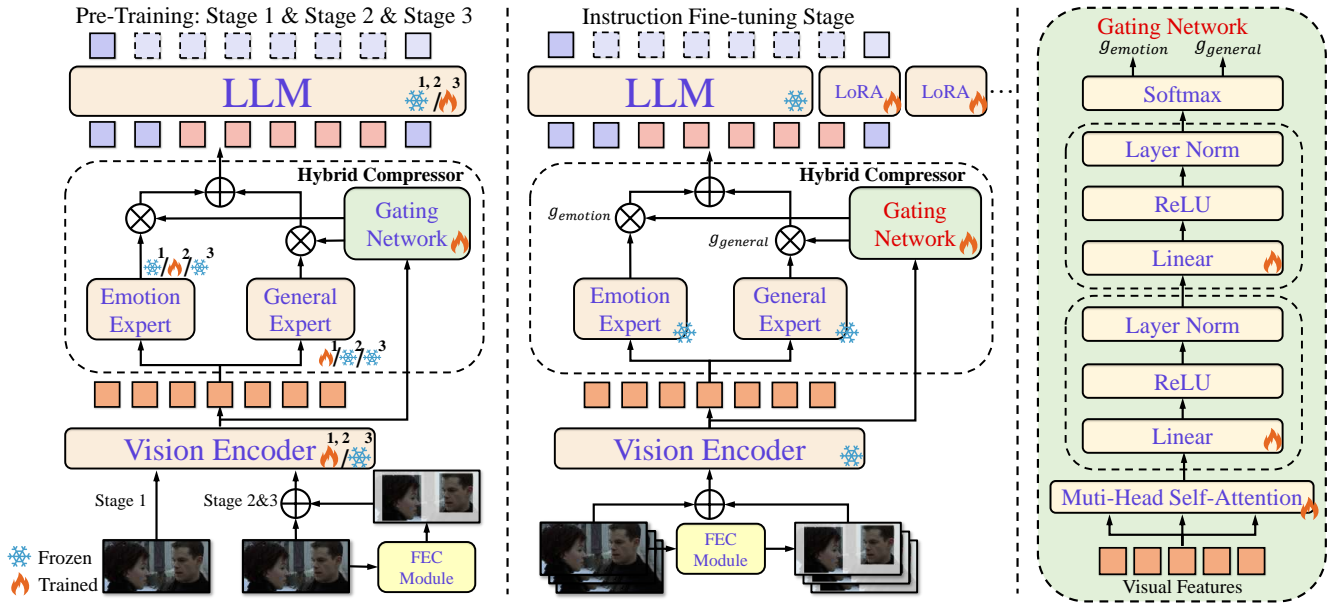 Pre-Training: Stage 1 & Stage 2 & Stage 3
LLM
1, 2
/
3
Hybrid Compressor
Gating
Network
1
/
2
/
3
Emotion
Expert
General
Expert
1
/
2
/
3
Vision Encoder
1, 2
/
3
Stage 1
Stage 2&3
FEC
Module
Frozen
Trained
Instruction Fine-tuning Stage
LLM
LoRA
LoRA
...
Hybrid Compressor
Gating
Network
g_emotion
g_general
Emotion
Expert
General
Expert
Vision Encoder
FEC
Module
Gating Network
g_emotion
g_general
Softmax
Layer Norm
ReLU
Linear
Layer Norm
ReLU
Linear
Muti-Head Self-Attention
Visual Features